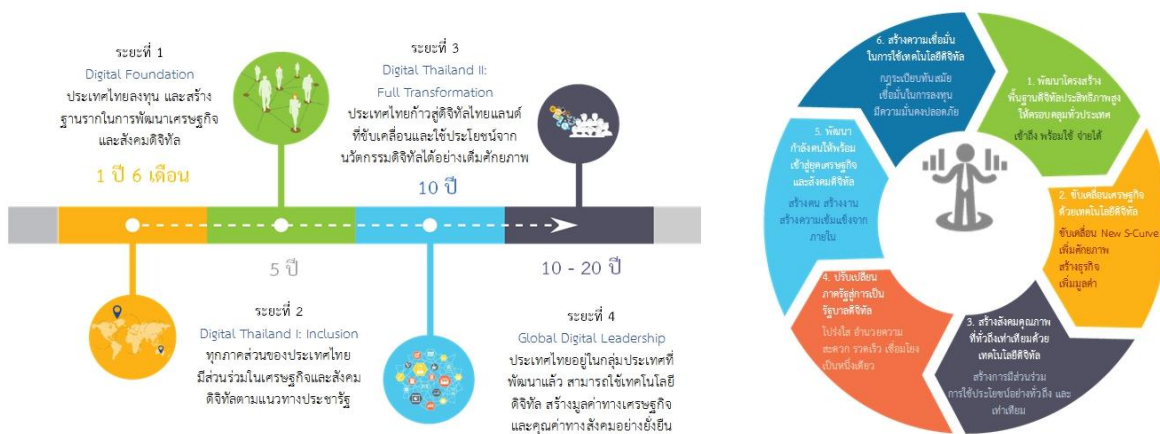 ระยะที่ 1
Digital Foundation
ประเทศไทยลงทุน และสร้าง
ฐานรากในการพัฒนาเศรษฐกิจ
และสังคมดิจิทัล
1 ปี 6 เดือน
5 ปี
ระยะที่ 2
Digital Thailand I: Inclusion
ทุกภาคส่วนของประเทศไทย
มีส่วนร่วมในเศรษฐกิจและสังคม
ดิจิทัลตามแนวทางประชารัฐ
ระยะที่ 3
Digital Thailand II:
Full Transformation
ประเทศไทยก้าวสู่ดิจิทัลไทยแลนด์
ที่ขับเคลื่อนและใช้ประโยชน์จาก
นวัตกรรมดิจิทัลได้อย่างเต็มศักยภาพ
10 ปี
10 - 20 ปี
ระยะที่ 4
Global Digital Leadership
ประเทศไทยอยู่ในกลุ่มประเทศที่
พัฒนาแล้ว สามารถใช้เทคโนโลยี
ดิจิทัล สร้างมูลค่าทางเศรษฐกิจ
และคุณค่าทางสังคมอย่างยั่งยืน
1. พัฒนาโครงสร้าง
พื้นฐานดิจิทัลประสิทธิภาพสูง
ให้ครอบคลุมทั่วประเทศ
เข้าถึง พร้อมใช้ จ่ายได้
2. ขับเคลื่อนเศรษฐกิจ
ด้วยเทคโนโลยีดิจิทัล
ขับเคลื่อน New S-Curve
เพิ่มศักยภาพ
สร้างธุรกิจ
เพิ่มมูลค่า
3. สร้างสังคมคุณภาพ
ที่ทั่วถึงเท่าเทียมด้วย
เทคโนโลยีดิจิทัล
สร้างการมีส่วนร่วม
การใช้ประโยชน์อย่างทั่วถึง และ
เท่าเทียม
4. ปรับเปลี่ยน
ภาครัฐสู่การเป็น
รัฐบาลดิจิทัล
โปร่งใส อำนวยความ
สะดวก รวดเร็ว เชื่อมโยง
เป็นหนึ่งเดียว
5. พัฒนา
กำลังคนให้พร้อม
เข้าสู่ยุคเศรษฐกิจ
และสังคมดิจิทัล
สร้างคน สร้างงาน
สร้างความเข้มแข็งจาก
ภายใน
6. สร้างความเชื่อมั่น
ในการใช้เทคโนโลยีดิจิทัล
กฎระเบียบทันสมัย
เชื่อมั่นในการลงทุน
มีความมั่นคงปลอดภัย